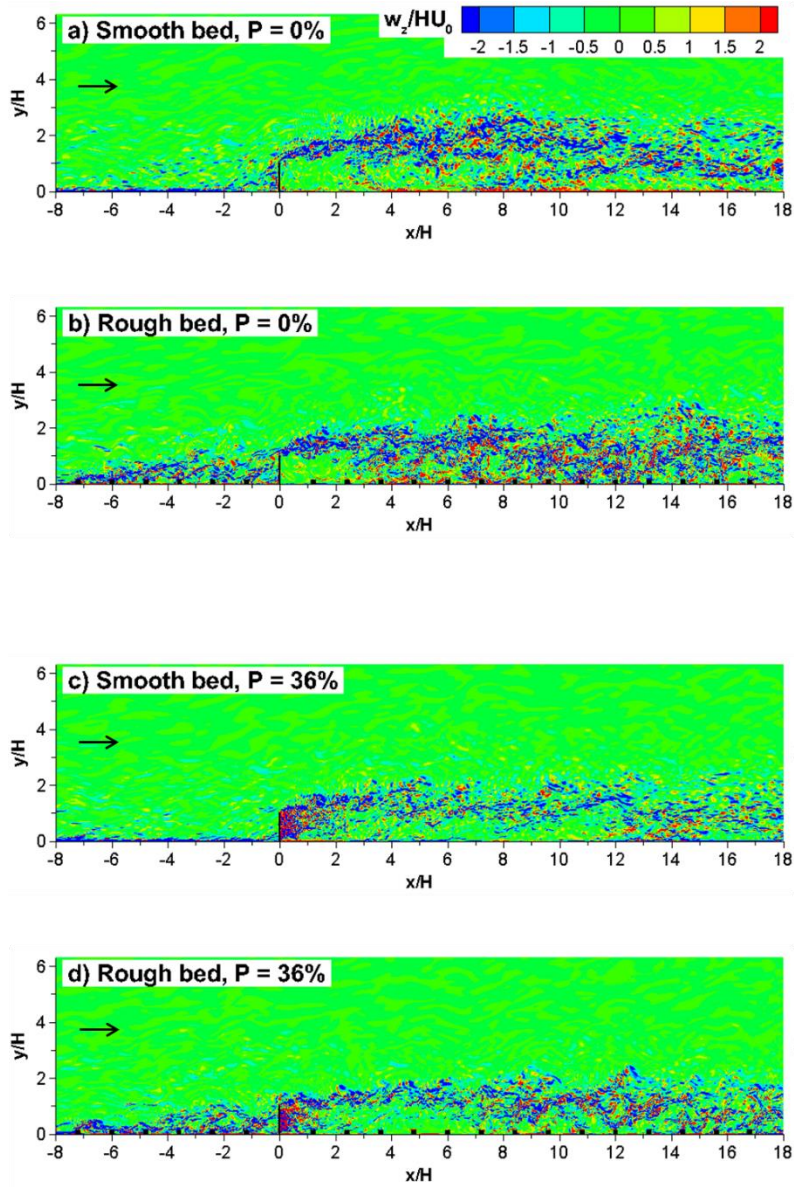 a) Smooth bed, P = 0%
w_z/HU_0
-2 -1.5 -1 -0.5 0 0.5 1 1.5 2
y/H
6
4
2
0
-8 -6 -4 -2 0 2 4 6 8 10 12 14 16 18
x/H
b) Rough bed, P = 0%
y/H
6
4
2
0
-8 -6 -4 -2 0 2 4 6 8 10 12 14 16 18
x/H
c) Smooth bed, P = 36%
y/H
6
4
2
0
-8 -6 -4 -2 0 2 4 6 8 10 12 14 16 18
x/H
d) Rough bed, P = 36%
y/H
6
4
2
0
-8 -6 -4 -2 0 2 4 6 8 10 12 14 16 18
x/H